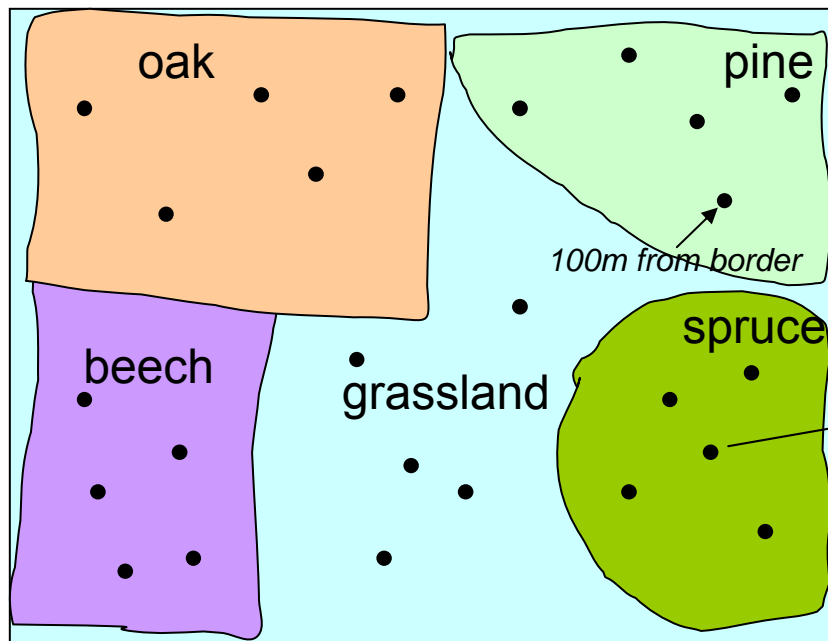 oak
pine
100m from border
spruce
beech
grassland